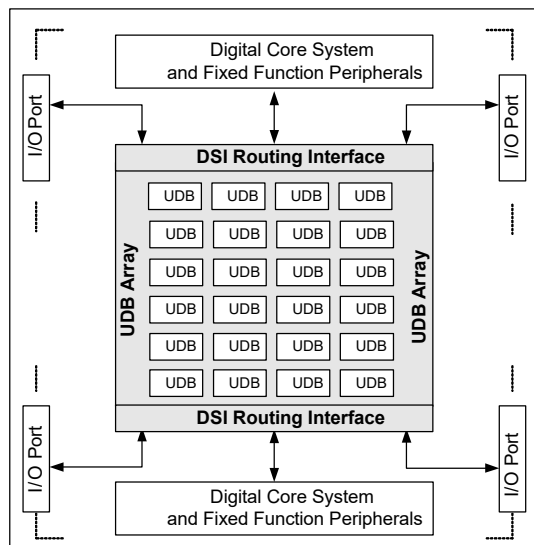 Digital Core System
and Fixed Function Peripherals
I/O Port
I/O Port
DSI Routing Interface
UDB Array
UDB UDB UDB UDB
UDB UDB UDB UDB
UDB UDB UDB UDB
UDB UDB UDB UDB
UDB UDB UDB UDB
UDB UDB UDB UDB
UDB Array
DSI Routing Interface
I/O Port
I/O Port
Digital Core System
and Fixed Function Peripherals